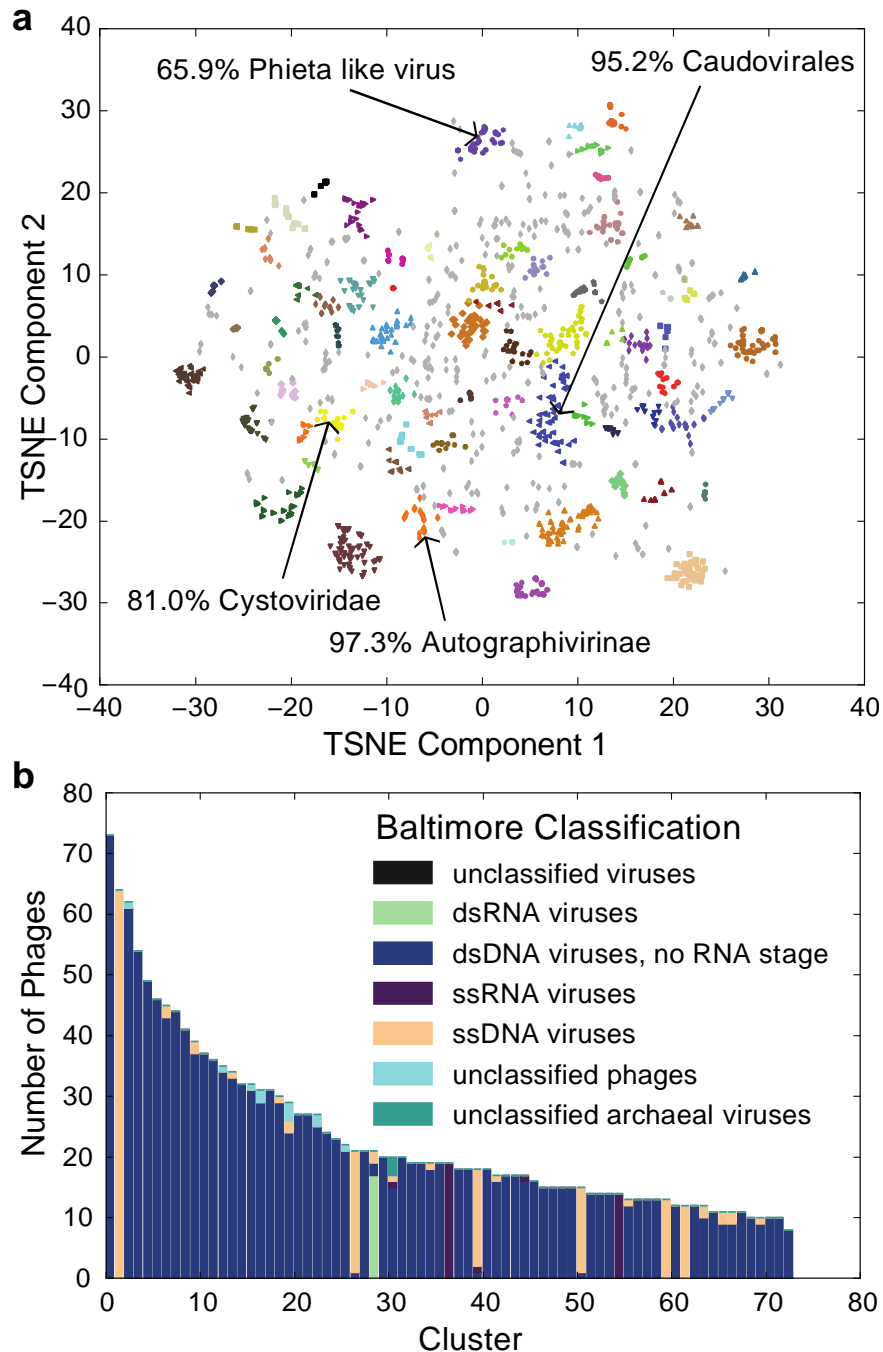 a
65.9% Phieta like virus
95.2% Caudovirales
81.0% Cystoviridae
97.3% Autographivirinae
TSNE Component 2
40
30
20
10
0
−10
−20
−30
−40
−40 −30 −20 −10 0 10 20 30 40
TSNE Component 1
b
Number of Phages
80
70
60
50
40
30
20
10
0
Baltimore Classification
unclassified viruses
dsRNA viruses
dsDNA viruses, no RNA stage
ssRNA viruses
ssDNA viruses
unclassified phages
unclassified archaeal viruses
0 10 20 30 40 50 60 70 80
Cluster